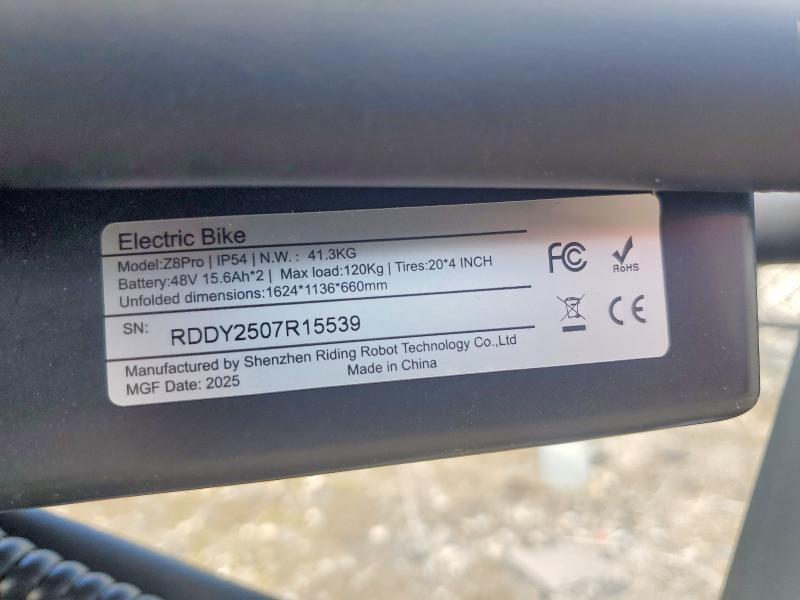 Electric Bike
Model:Z8Pro | IP54 | N.W. : 41.3KG
Battery:48V 15.6Ah*2 | Max load:120Kg | Tires:20*4 INCH
Unfolded dimensions:1624*1136*660mm
SN: RDDY2507R15539
Manufactured by Shenzhen Riding Robot Technology Co.,Ltd
MGF Date: 2025 Made in China
FC
RoHS
CE